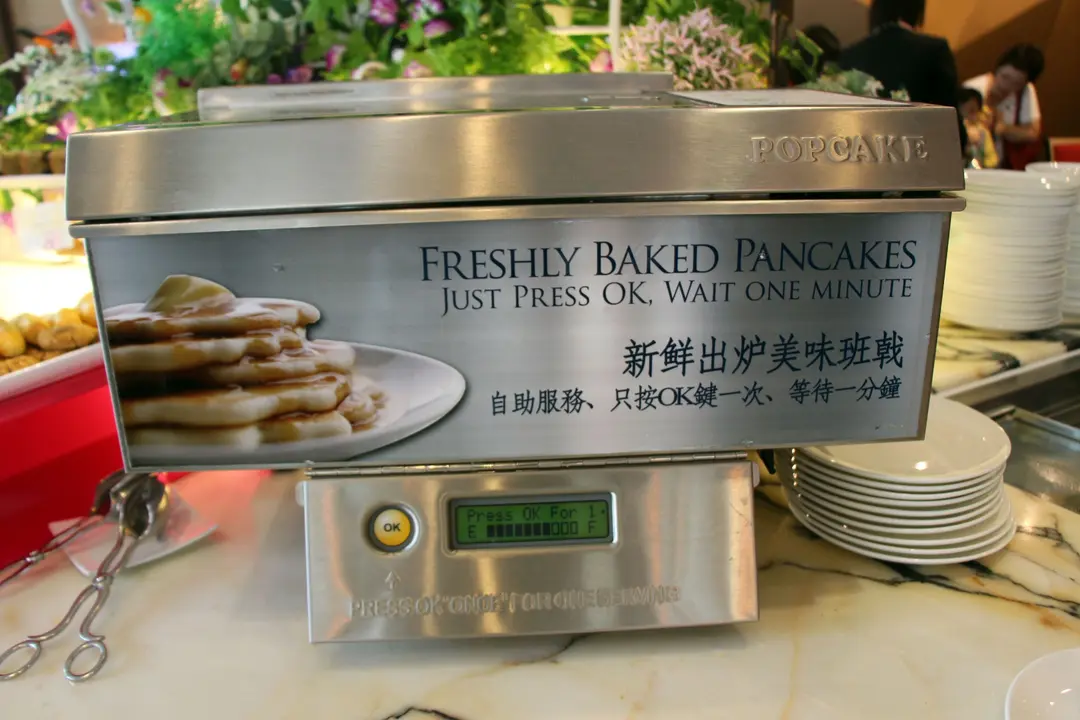 POPCAKE
FRESHLY BAKED PANCAKES
JUST PRESS OK, WAIT ONE MINUTE
新鲜出炉美味班戟
自助服務、只按OK鍵一次、等待一分鐘
OK
Press OK For 1
E F
PRESS OK "ONCE" FOR ONE SERVING